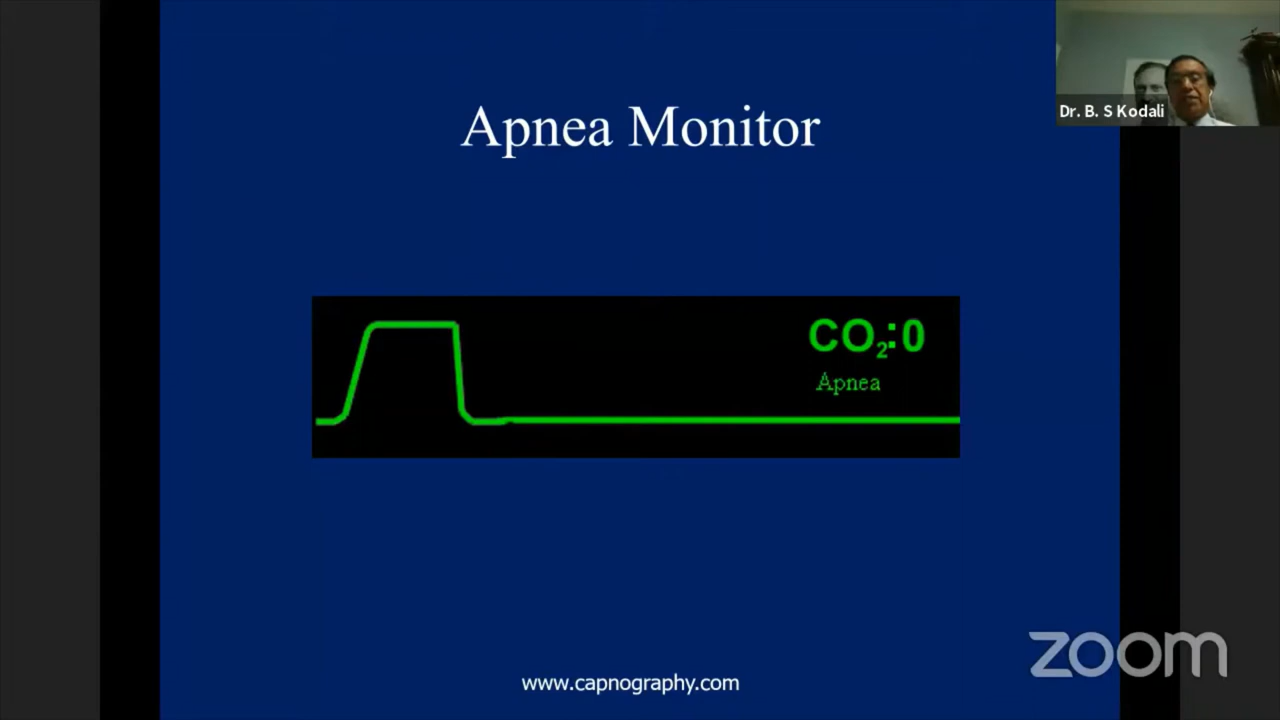 Dr. B. S Kodali
Apnea Monitor
CO₂:0
Apnea
www.capnography.com
zoom